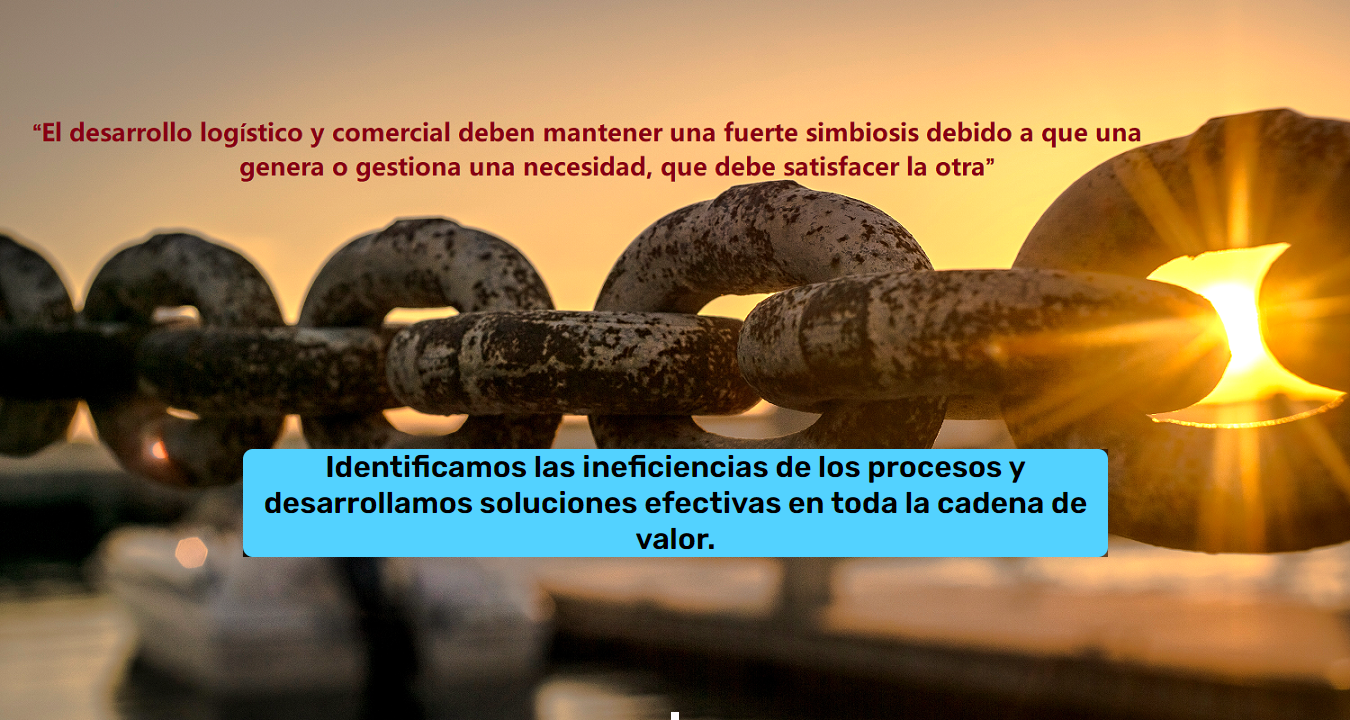 “El desarrollo logístico y comercial deben mantener una fuerte simbiosis debido a que una
genera o gestiona una necesidad, que debe satisfacer la otra”
Identificamos las ineficiencias de los procesos y
desarrollamos soluciones efectivas en toda la cadena de
valor.